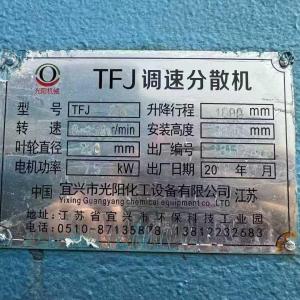 光阳机械
TFJ 调速分散机
型号 TFJ 升降行程 mm
转速 r/min 安装高度 mm
叶轮直径 mm 出厂编号
电机功率 kW 出厂日期 20 年 月
中国 宜兴市光阳化工设备有限公司 江苏
Yixing Guangyang chemical equipment co., LTD
地址:江苏省宜兴市环保科技工业园
电话:0510-87135878 13812232683